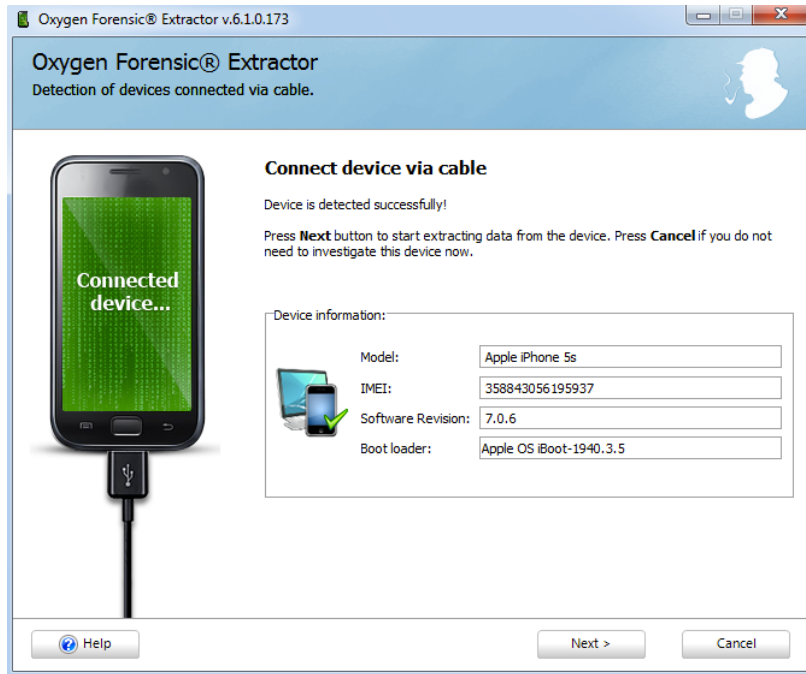 Oxygen Forensic® Extractor v.6.1.0.173
Oxygen Forensic® Extractor
Detection of devices connected via cable.
Connect device via cable
Device is detected successfully!
Press Next button to start extracting data from the device. Press Cancel if you do not
need to investigate this device now.
Connected
device...
Device information:
Model: Apple iPhone 5s
IMEI: 358843056195937
Software Revision: 7.0.6
Boot loader: Apple OS iBoot-1940.3.5
Help
Next >
Cancel